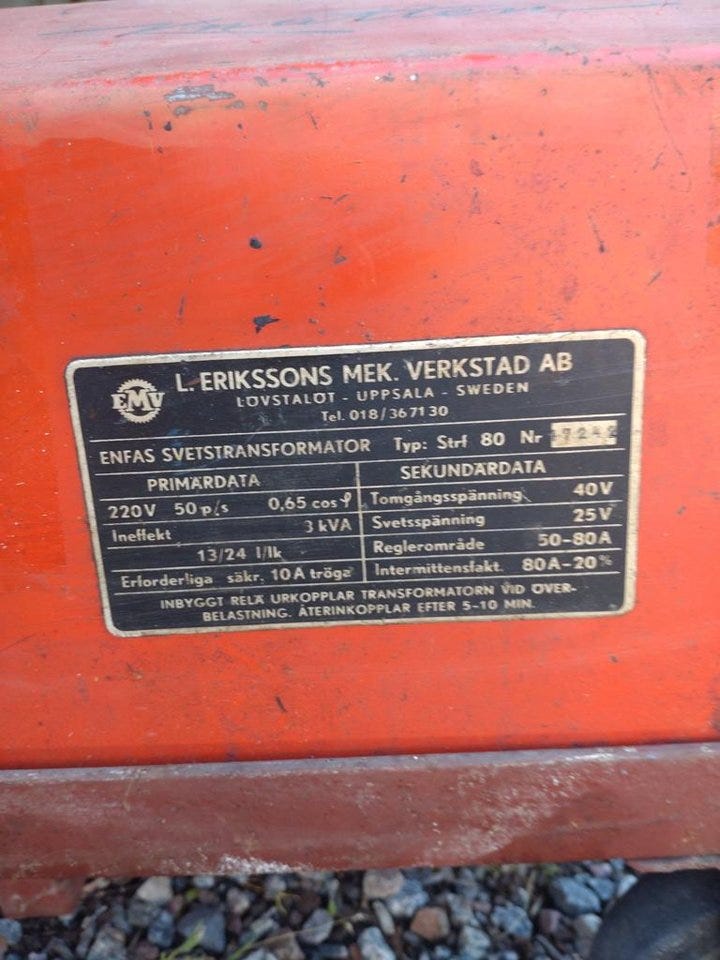 EMV
L. ERIKSSONS MEK. VERKSTAD AB
LÖVSTALÖT - UPPSALA - SWEDEN
Tel. 018/367130
ENFAS SVETSTRANSFORMATOR Typ: Strf 80 Nr
PRIMÄRDATA
220V 50 p/s 0,65 cos φ
Ineffekt 3 kVA
13/24 I/Ik
Erforderliga säkr. 10 A tröga
SEKUNDÄRDATA
Tomgångsspänning 40V
Svetsspänning 25V
Reglerområde 50-80A
Intermittensfakt. 80A-20%
INBYGGT RELÄ URKOPPLAR TRANSFORMATORN VID ÖVER-
BELASTNING. ÅTERINKOPPLAR EFTER 5-10 MIN.